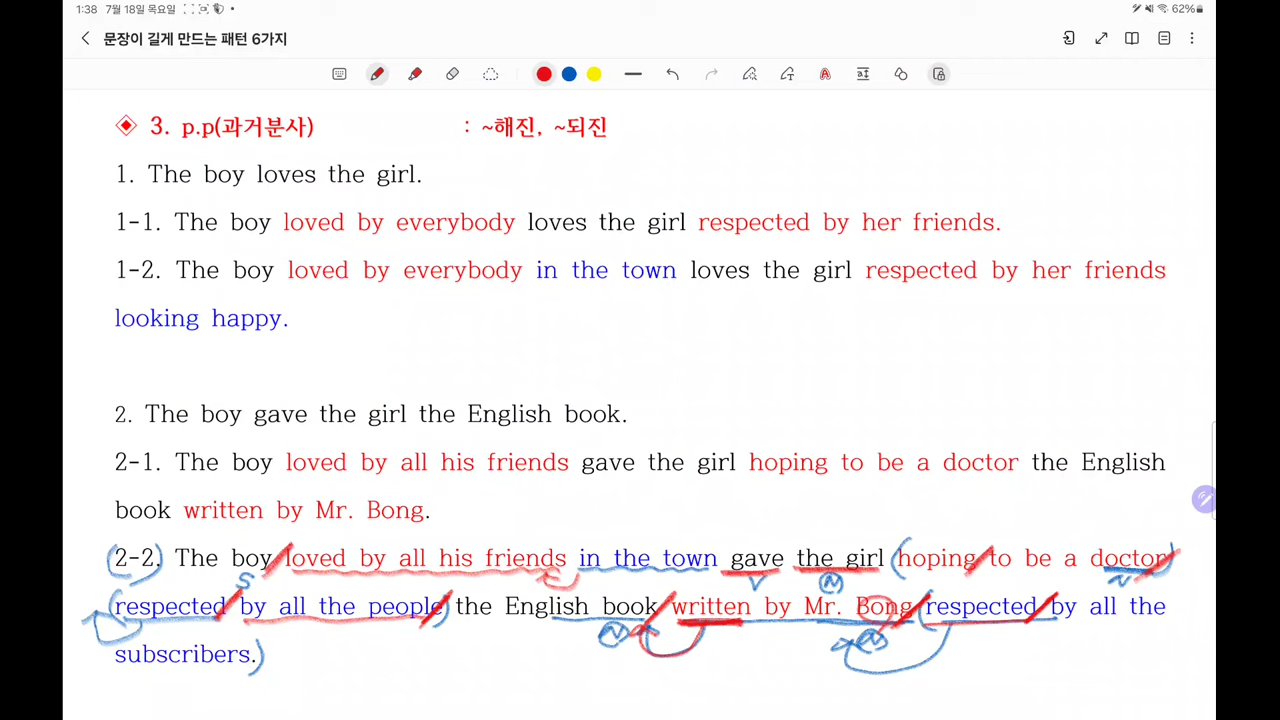 1:38 7월 18일 목요일 62%
문장이 길게 만드는 패턴 6가지
◈ 3. p.p(과거분사) : ~해진, ~되진
1. The boy loves the girl.
1-1. The boy loved by everybody loves the girl respected by her friends.
1-2. The boy loved by everybody in the town loves the girl respected by her friends
looking happy.
2. The boy gave the girl the English book.
2-1. The boy loved by all his friends gave the girl hoping to be a doctor the English
book written by Mr. Bong.
2-2. The boy loved by all his friends in the town gave the girl hoping to be a doctor
S V N N
respected by all the people the English book written by Mr. Bong respected by all the
N N
subscribers.